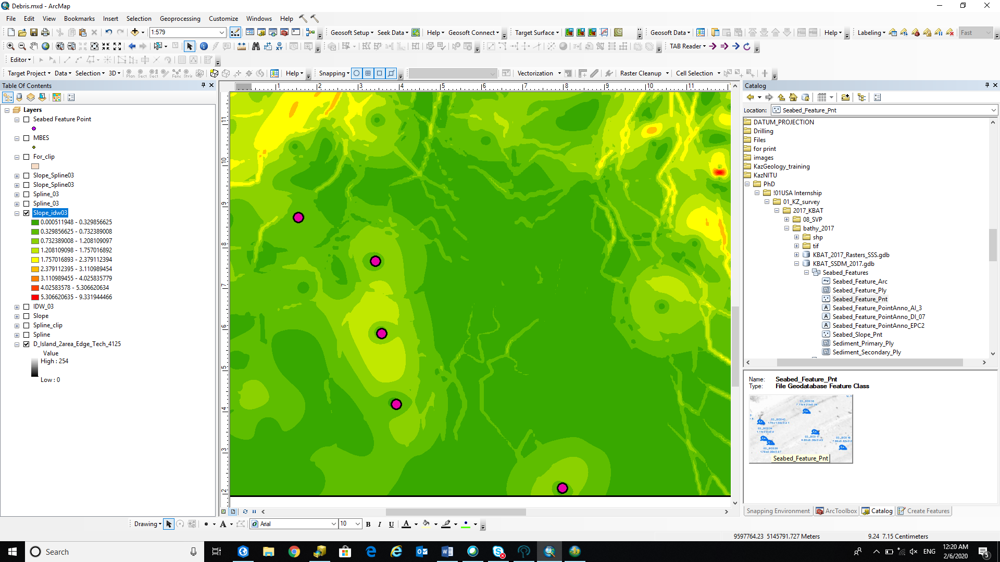 Debris.mxd - ArcMap
File Edit View Bookmarks Insert Selection Geoprocessing Customize Windows Help
1:579 Geosoft Setup Seek Data Help Geosoft Connect Target Surface Geosoft Data Help Labeling Fast
TAB Reader
Editor
Target Project Data Selection 3D Plan Sect Sect Fenc Strip Help Snapping Vectorization Raster Cleanup Cell Selection
Table Of Contents
Layers
Seabed Feature Point
MBES
For_clip
Slope_Spline03
Slope_Spline03
Spline_03
Spline_03
Slope_idw03
0.000511948 - 0.329856625
0.329856625 - 0.732389008
0.732389008 - 1.208109097
1.208109098 - 1.757016892
1.757016893 - 2.379112394
2.379112395 - 3.110989454
3.110989455 - 4.025835779
4.02583578 - 5.306620634
5.306620635 - 9.331944466
IDW_03
Slope
Spline_clip
Spline
D_Island_2area_Edge_Tech_4125
Value
High : 254
Low : 0
1 2 3 4 5 6 7 8 9 10 11
11
10
9
8
7
6
5
4
3
2
Catalog
Location: Seabed_Feature_Pnt
DATUM_PROJECTION
Drilling
Files
for print
images
KazGeology_training
KazNITU
PhD
!01USA Internship
01_KZ_survey
2017_KBAT
08_SVP
bathy_2017
shp
tif
KBAT_2017_Rasters_SSS.gdb
KBAT_SSDM_2017.gdb
Seabed_Features
Seabed_Feature_Arc
Seabed_Feature_Ply
Seabed_Feature_Pnt
Seabed_Feature_PointAnno_AI_3
Seabed_Feature_PointAnno_DI_07
Seabed_Feature_PointAnno_EPC2
Seabed_Slope_Pnt
Sediment_Primary_Ply
Sediment_Secondary_Ply
Name: Seabed_Feature_Pnt
Type: File Geodatabase Feature Class
Seabed_Feature_Pnt
Snapping Environment ArcToolbox Catalog Create Features
Drawing A Arial 10 B I U A
9597764.23 5145791.727 Meters 9.24 7.15 Centimeters
Search
ENG
12:20 AM
2/6/2020
5